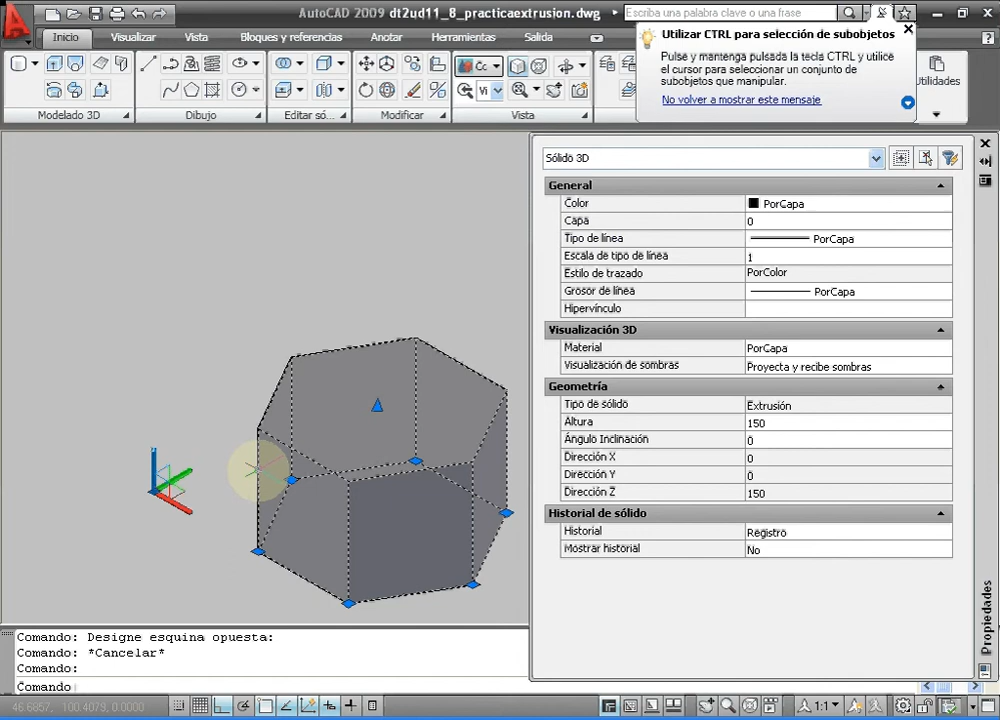 AutoCAD 2009 dt2ud11_8_practicaextrusion.dwg
Escriba una palabra clave o una frase
Inicio
Visualizar
Vista
Bloques y referencias
Anotar
Herramientas
Salida
Utilizar CTRL para selección de subobjetos
Pulse y mantenga pulsada la tecla CTRL y utilite
el cursor para seleccionar un conjunto de
subobjetos que manipular.
No volver a mostrar este mensaje
Utilidades
Cc
Vi
Modelado 3D
Dibujo
Editar só...
Modificar
Vista
Sólido 3D
General
Color
PorCapa
Capa
0
Tipo de línea
PorCapa
Escala de tipo de línea
1
Estilo de trazado
PorColor
Grosor de línea
PorCapa
Hipervínculo
Visualización 3D
Material
PorCapa
Visualización de sombras
Proyecta y recibe sombras
Geometría
Tipo de sólido
Extrusión
Altura
150
Ángulo Inclinación
0
Dirección X
0
Dirección Y
0
Dirección Z
150
Historial de sólido
Historial
Registro
Mostrar historial
No
Propiedades
Comando: Designe esquina opuesta:
Comando: *Cancelar*
Comando:
Comando
46.6857, 100.4079, 0.0000
1:1